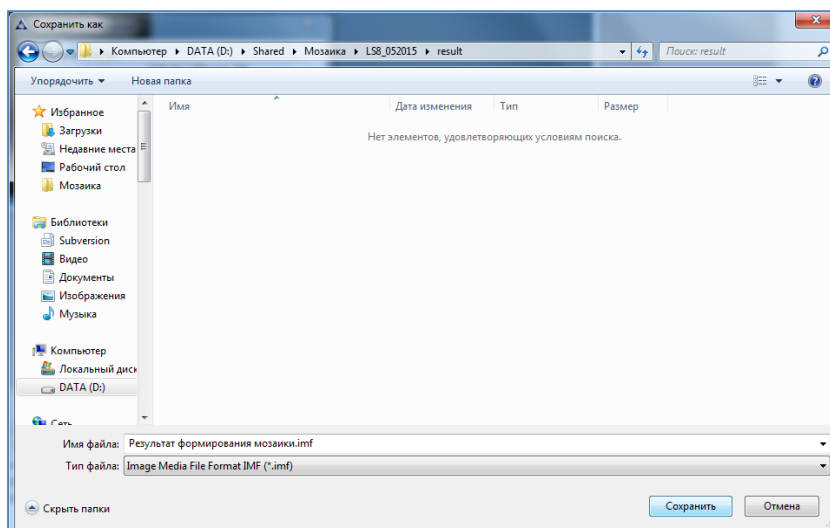 Сохранить как
Компьютер ▸ DATA (D:) ▸ Shared ▸ Мозаика ▸ LS8_052015 ▸ result
Поиск: result
Упорядочить
Новая папка
Имя
Дата изменения
Тип
Размер
Нет элементов, удовлетворяющих условиям поиска.
Избранное
Загрузки
Недавние места
Рабочий стол
Мозаика
Библиотеки
Subversion
Видео
Документы
Изображения
Музыка
Компьютер
Локальный диск
DATA (D:)
Сеть
Имя файла: Результат формирования мозаики.imf
Тип файла: Image Media File Format IMF (*.imf)
Скрыть папки
Сохранить
Отмена